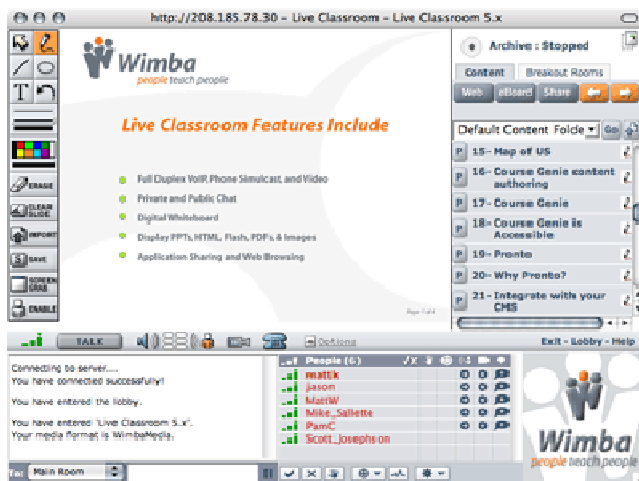 http://208.185.78.30 - Live Classroom - Live Classroom 5.x
Wimba
people teach people
Live Classroom Features Include
Full Duplex VoIP, Phone Simulcast, and Video
Private and Public Chat
Digital Whiteboard
Display PPTs, HTML, Flash, PDFs, & Images
Application Sharing and Web Browsing
Page 1 of 4
T
ERASE
CLEAR SLIDE
IMPORT
SAVE
SCREEN GRAB
ENABLE
Archive : Stopped
Content Breakout Rooms
Web eBoard Share
Default Content Folde Go
P 15- Map of US
P 16- Course Genie content
authoring
P 17- Course Genie
P 18- Course Genie is
Accessible
P 19- Pronto
P 20- Why Pronto?
P 21- Integrate with your
CMS
TALK
Options
Exit - Lobby - Help
Connecting to server....
You have connected successfully!
You have entered the lobby.
You have entered 'Live Classroom 5.x'.
Your media format is WimbaMedia.
To: Main Room
People (6)
mattk
jason
MattW
Mike_Sallette
PamC
Scott_Josephson
Wimba
people teach people